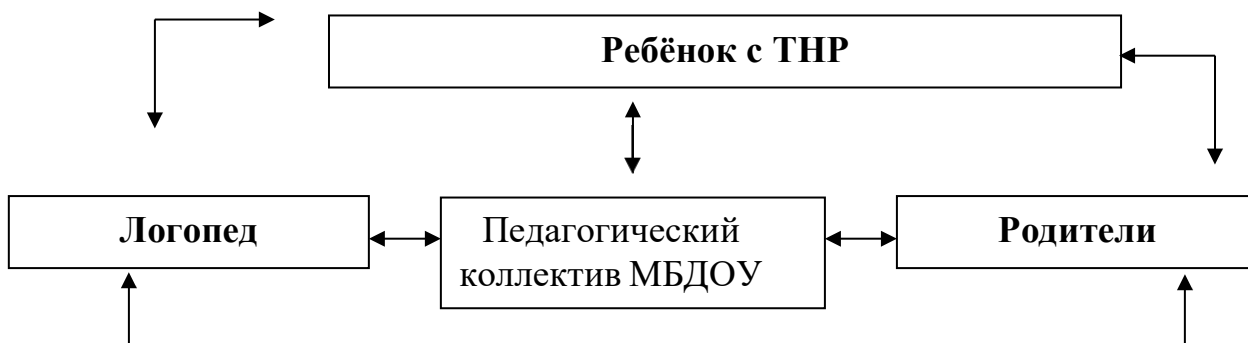 Ребёнок с ТНР
Логопед
Педагогический
коллектив МБДОУ
Родители